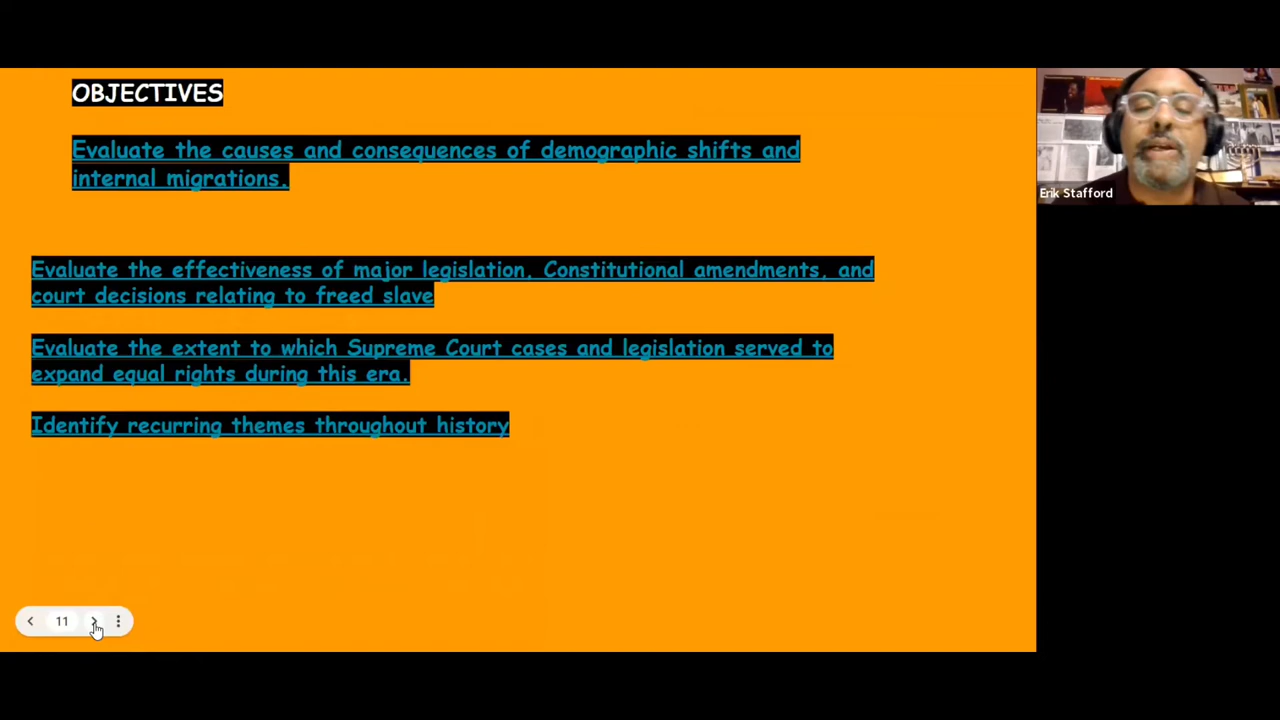 OBJECTIVES
Evaluate the causes and consequences of demographic shifts and
internal migrations.
Evaluate the effectiveness of major legislation, Constitutional amendments, and
court decisions relating to freed slave
Evaluate the extent to which Supreme Court cases and legislation served to
expand equal rights during this era.
Identify recurring themes throughout history
Erik Stafford
11